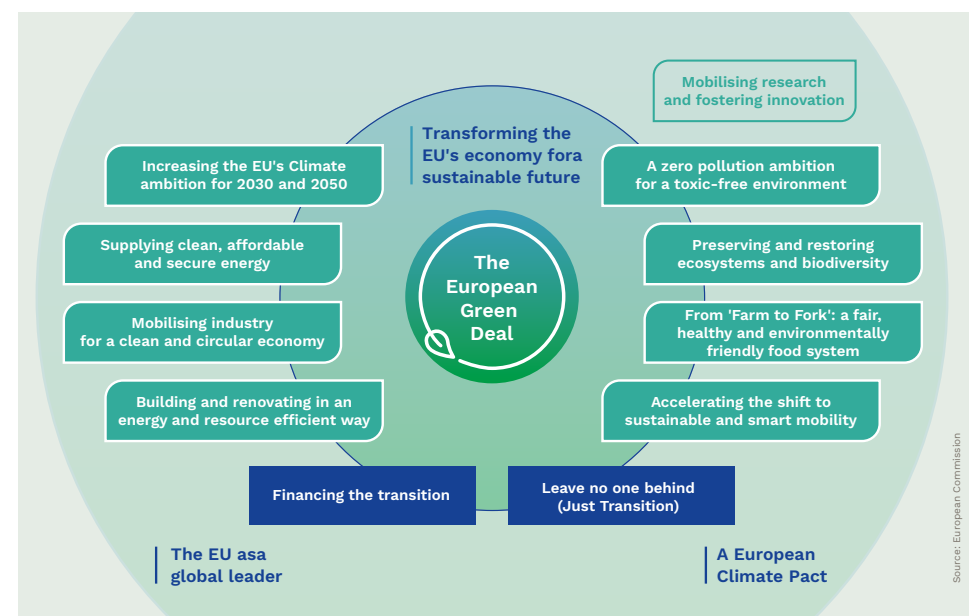 Mobilising research
and fostering innovation
Transforming the
EU's economy fora
sustainable future
Increasing the EU's Climate
ambition for 2030 and 2050
Supplying clean, affordable
and secure energy
Mobilising industry
for a clean and circular economy
Building and renovating in an
energy and resource efficient way
The
European
Green
Deal
A zero pollution ambition
for a toxic-free environment
Preserving and restoring
ecosystems and biodiversity
From 'Farm to Fork': a fair,
healthy and environmentally
friendly food system
Accelerating the shift to
sustainable and smart mobility
Financing the transition
Leave no one behind
(Just Transition)
The EU asa
global leader
A European
Climate Pact
Source: European Commission